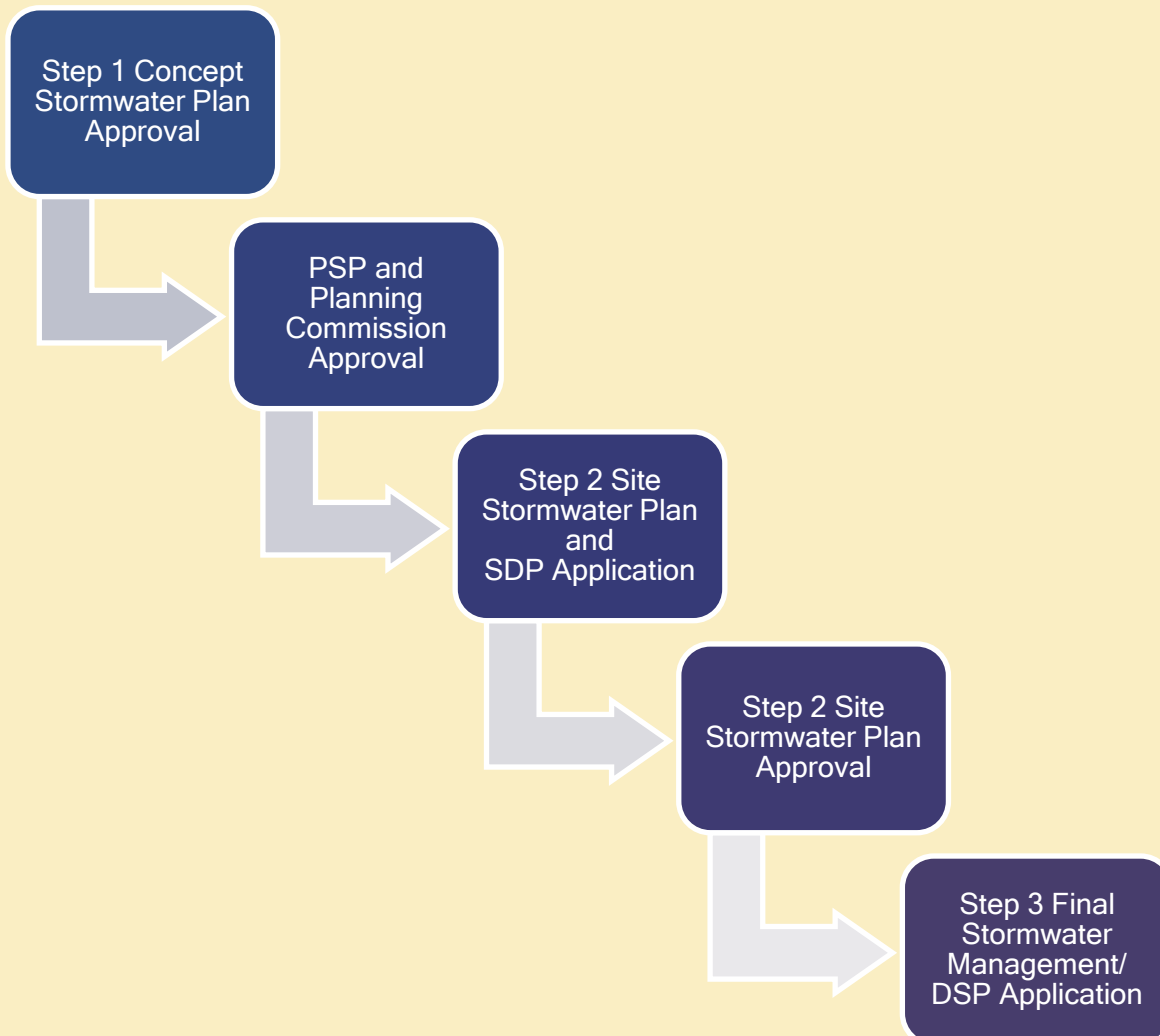 Step 1 Concept
Stormwater Plan
Approval
PSP and
Planning
Commission
Approval
Step 2 Site
Stormwater Plan
and
SDP Application
Step 2 Site
Stormwater Plan
Approval
Step 3 Final
Stormwater
Management/
DSP Application